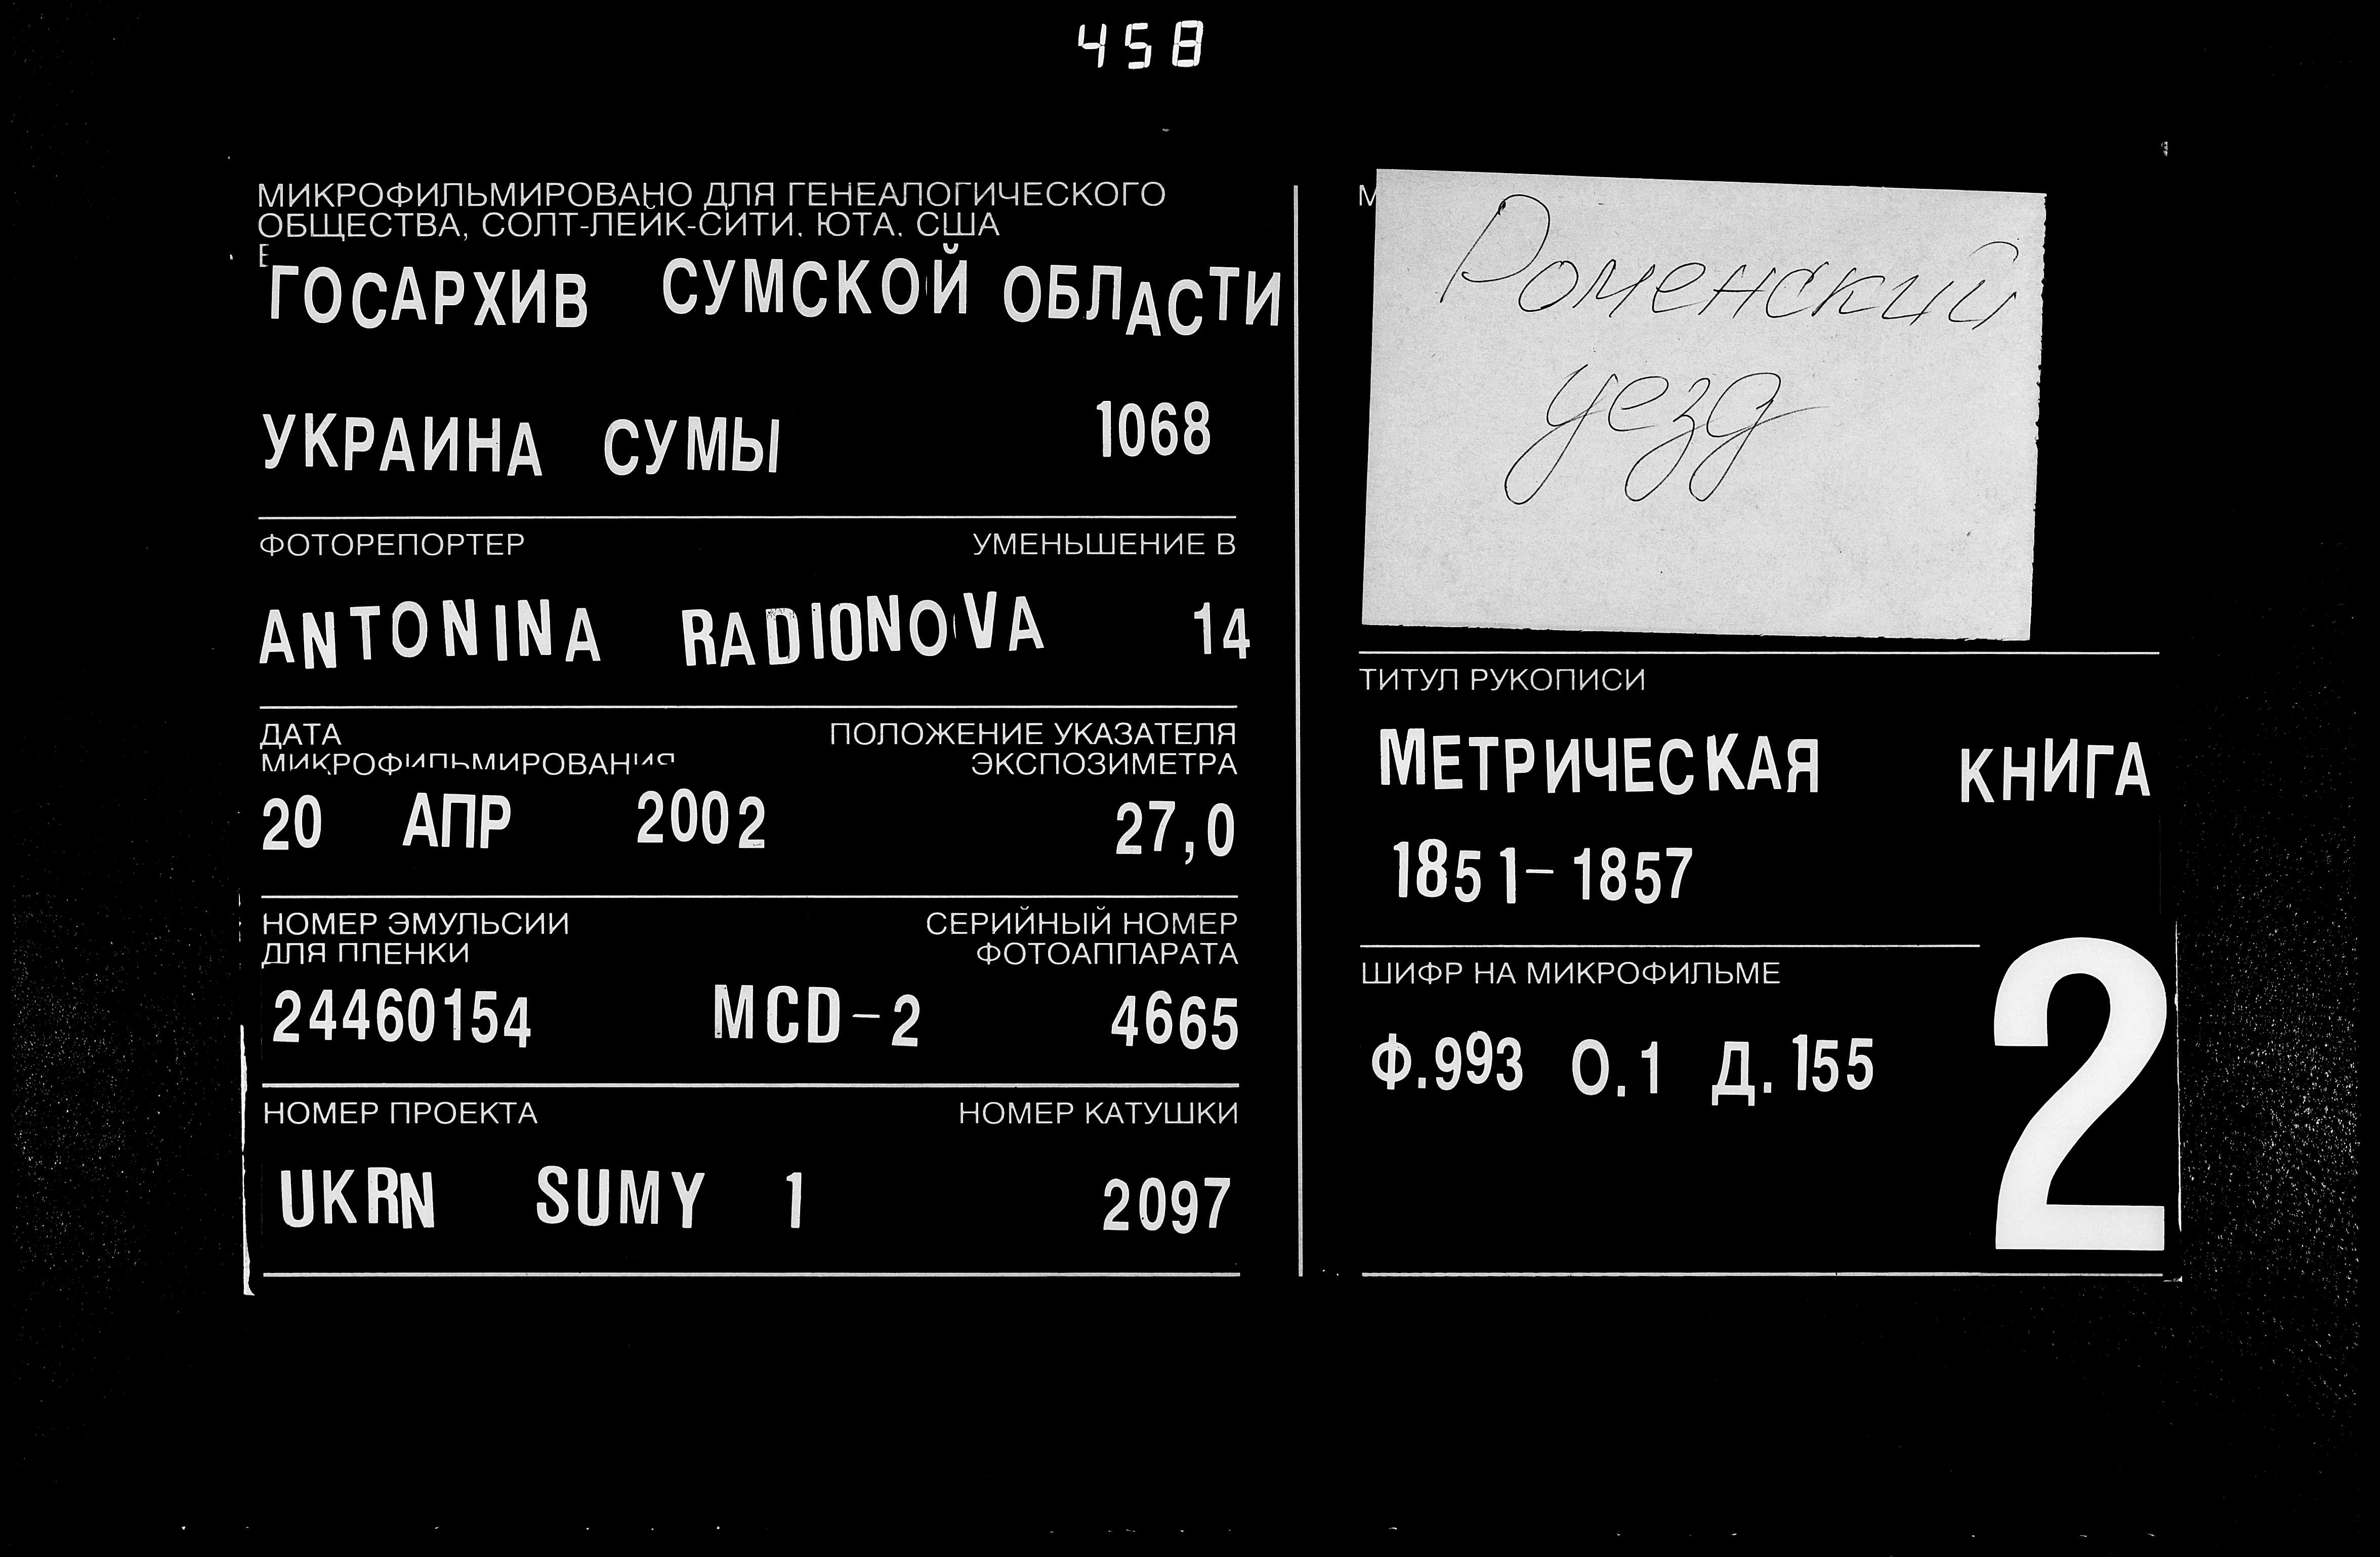 458
МИКРОФИЛЬМИРОВАНО ДЛЯ ГЕНЕАЛОГИЧЕСКОГО
ОБЩЕСТВА, СОЛТ-ЛЕЙК-СИТИ, ЮТА, США
ГОСАРХИВ СУМСКОЙ ОБЛАСТИ
УКРАИНА СУМЫ 1068
ФОТОРЕПОРТЕР УМЕНЬШЕНИЕ В
ANTONINA RADIONOVA 14
ДАТА ПОЛОЖЕНИЕ УКАЗАТЕЛЯ
МИКРОФИЛЬМИРОВАНИЯ ЭКСПОЗИМЕТРА
20 АПР 2002 27,0
НОМЕР ЭМУЛЬСИИ СЕРИЙНЫЙ НОМЕР
ДЛЯ ПЛЕНКИ ФОТОАППАРАТА
24460154 MCD-2 4665
НОМЕР ПРОЕКТА НОМЕР КАТУШКИ
UKRN SUMY 1 2097
Роменский
уезд
ТИТУЛ РУКОПИСИ
МЕТРИЧЕСКАЯ КНИГА
1851-1857
ШИФР НА МИКРОФИЛЬМЕ
Ф.993 О.1 Д.155
2